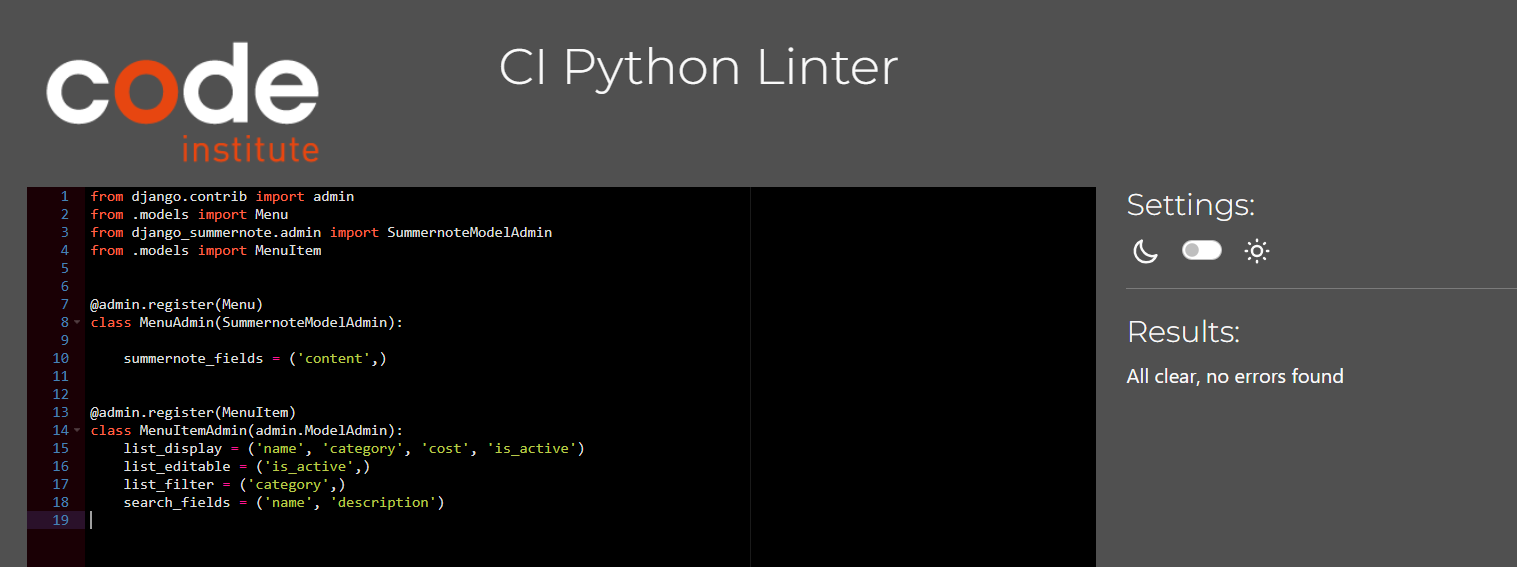 code
institute
CI Python Linter
1 from django.contrib import admin
2 from .models import Menu
3 from django_summernote.admin import SummernoteModelAdmin
4 from .models import MenuItem
5
6
7 @admin.register(Menu)
8 class MenuAdmin(SummernoteModelAdmin):
9
10     summernote_fields = ('content',)
11
12
13 @admin.register(MenuItem)
14 class MenuItemAdmin(admin.ModelAdmin):
15     list_display = ('name', 'category', 'cost', 'is_active')
16     list_editable = ('is_active',)
17     list_filter = ('category',)
18     search_fields = ('name', 'description')
19
Settings:
Results:
All clear, no errors found